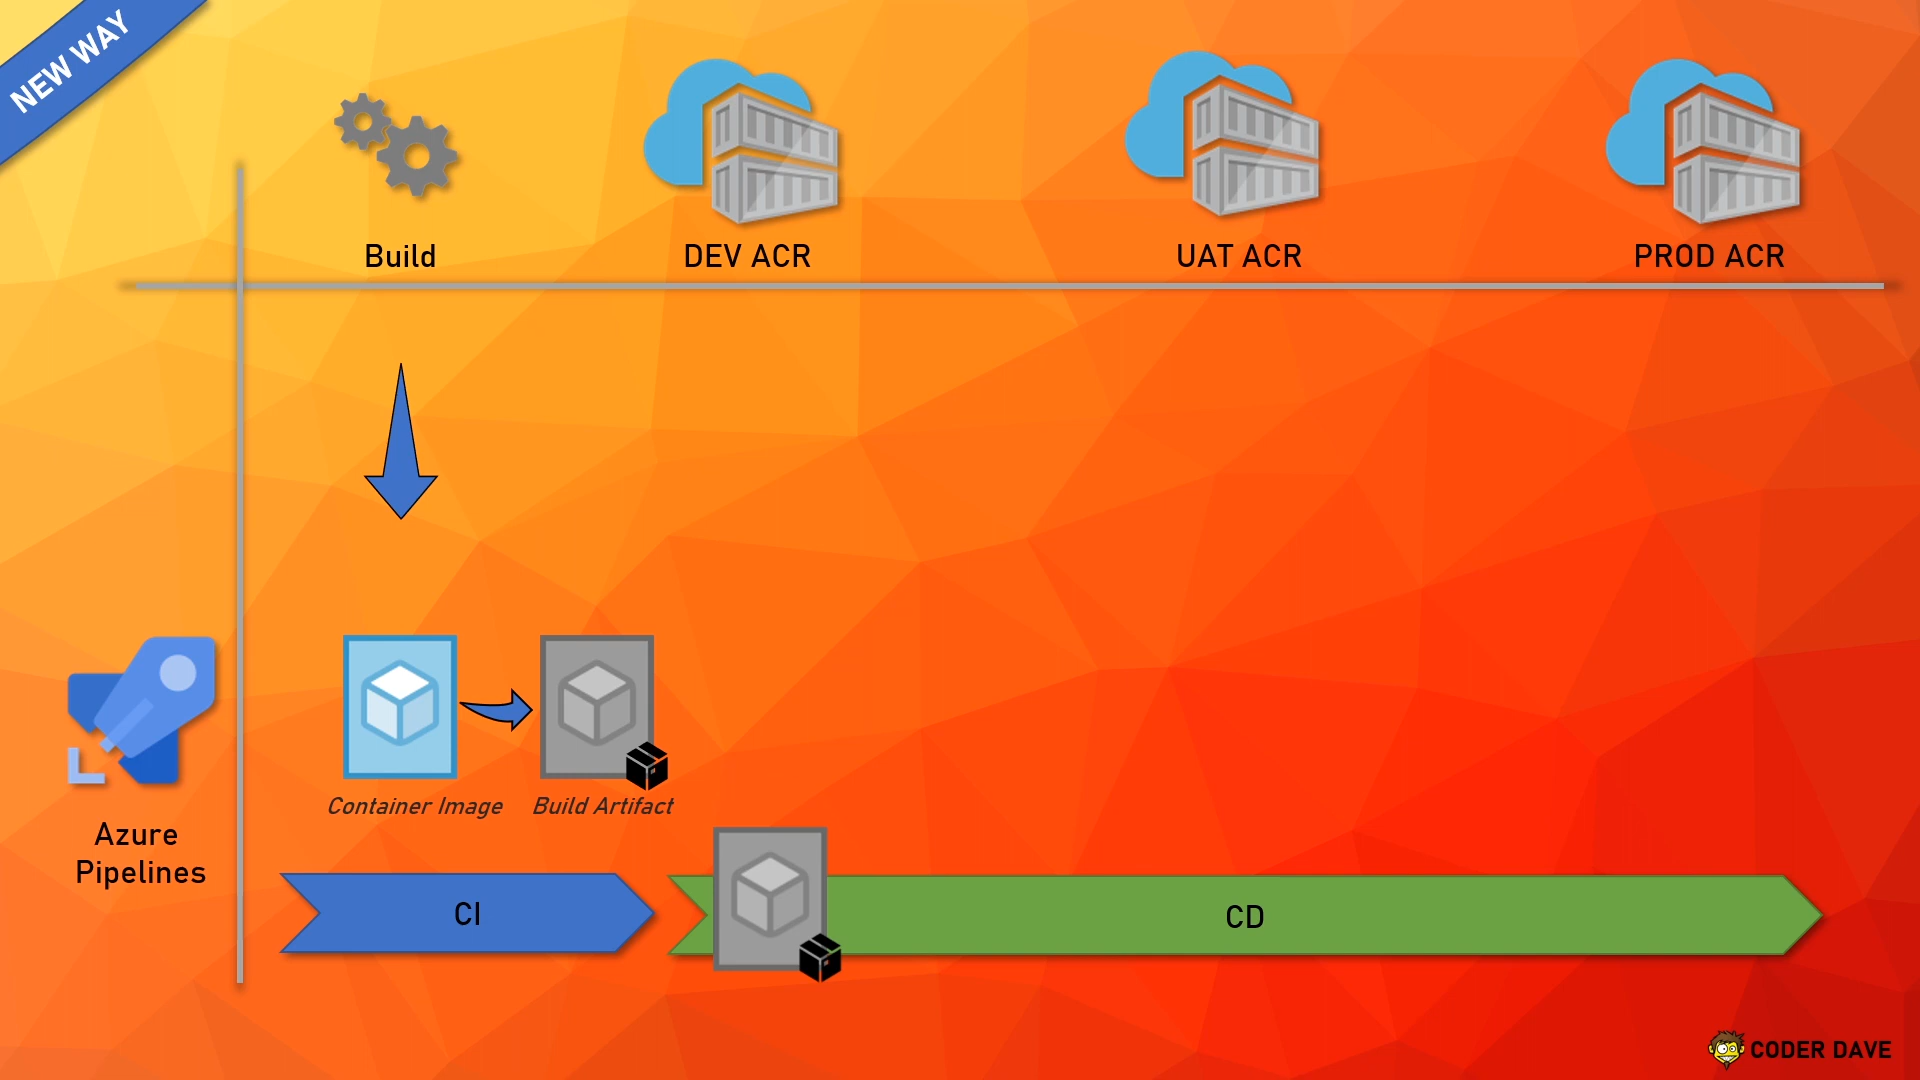 NEW WAY
Build
DEV ACR
UAT ACR
PROD ACR
Container Image
Build Artifact
Azure
Pipelines
CI
CD
CODER DAVE